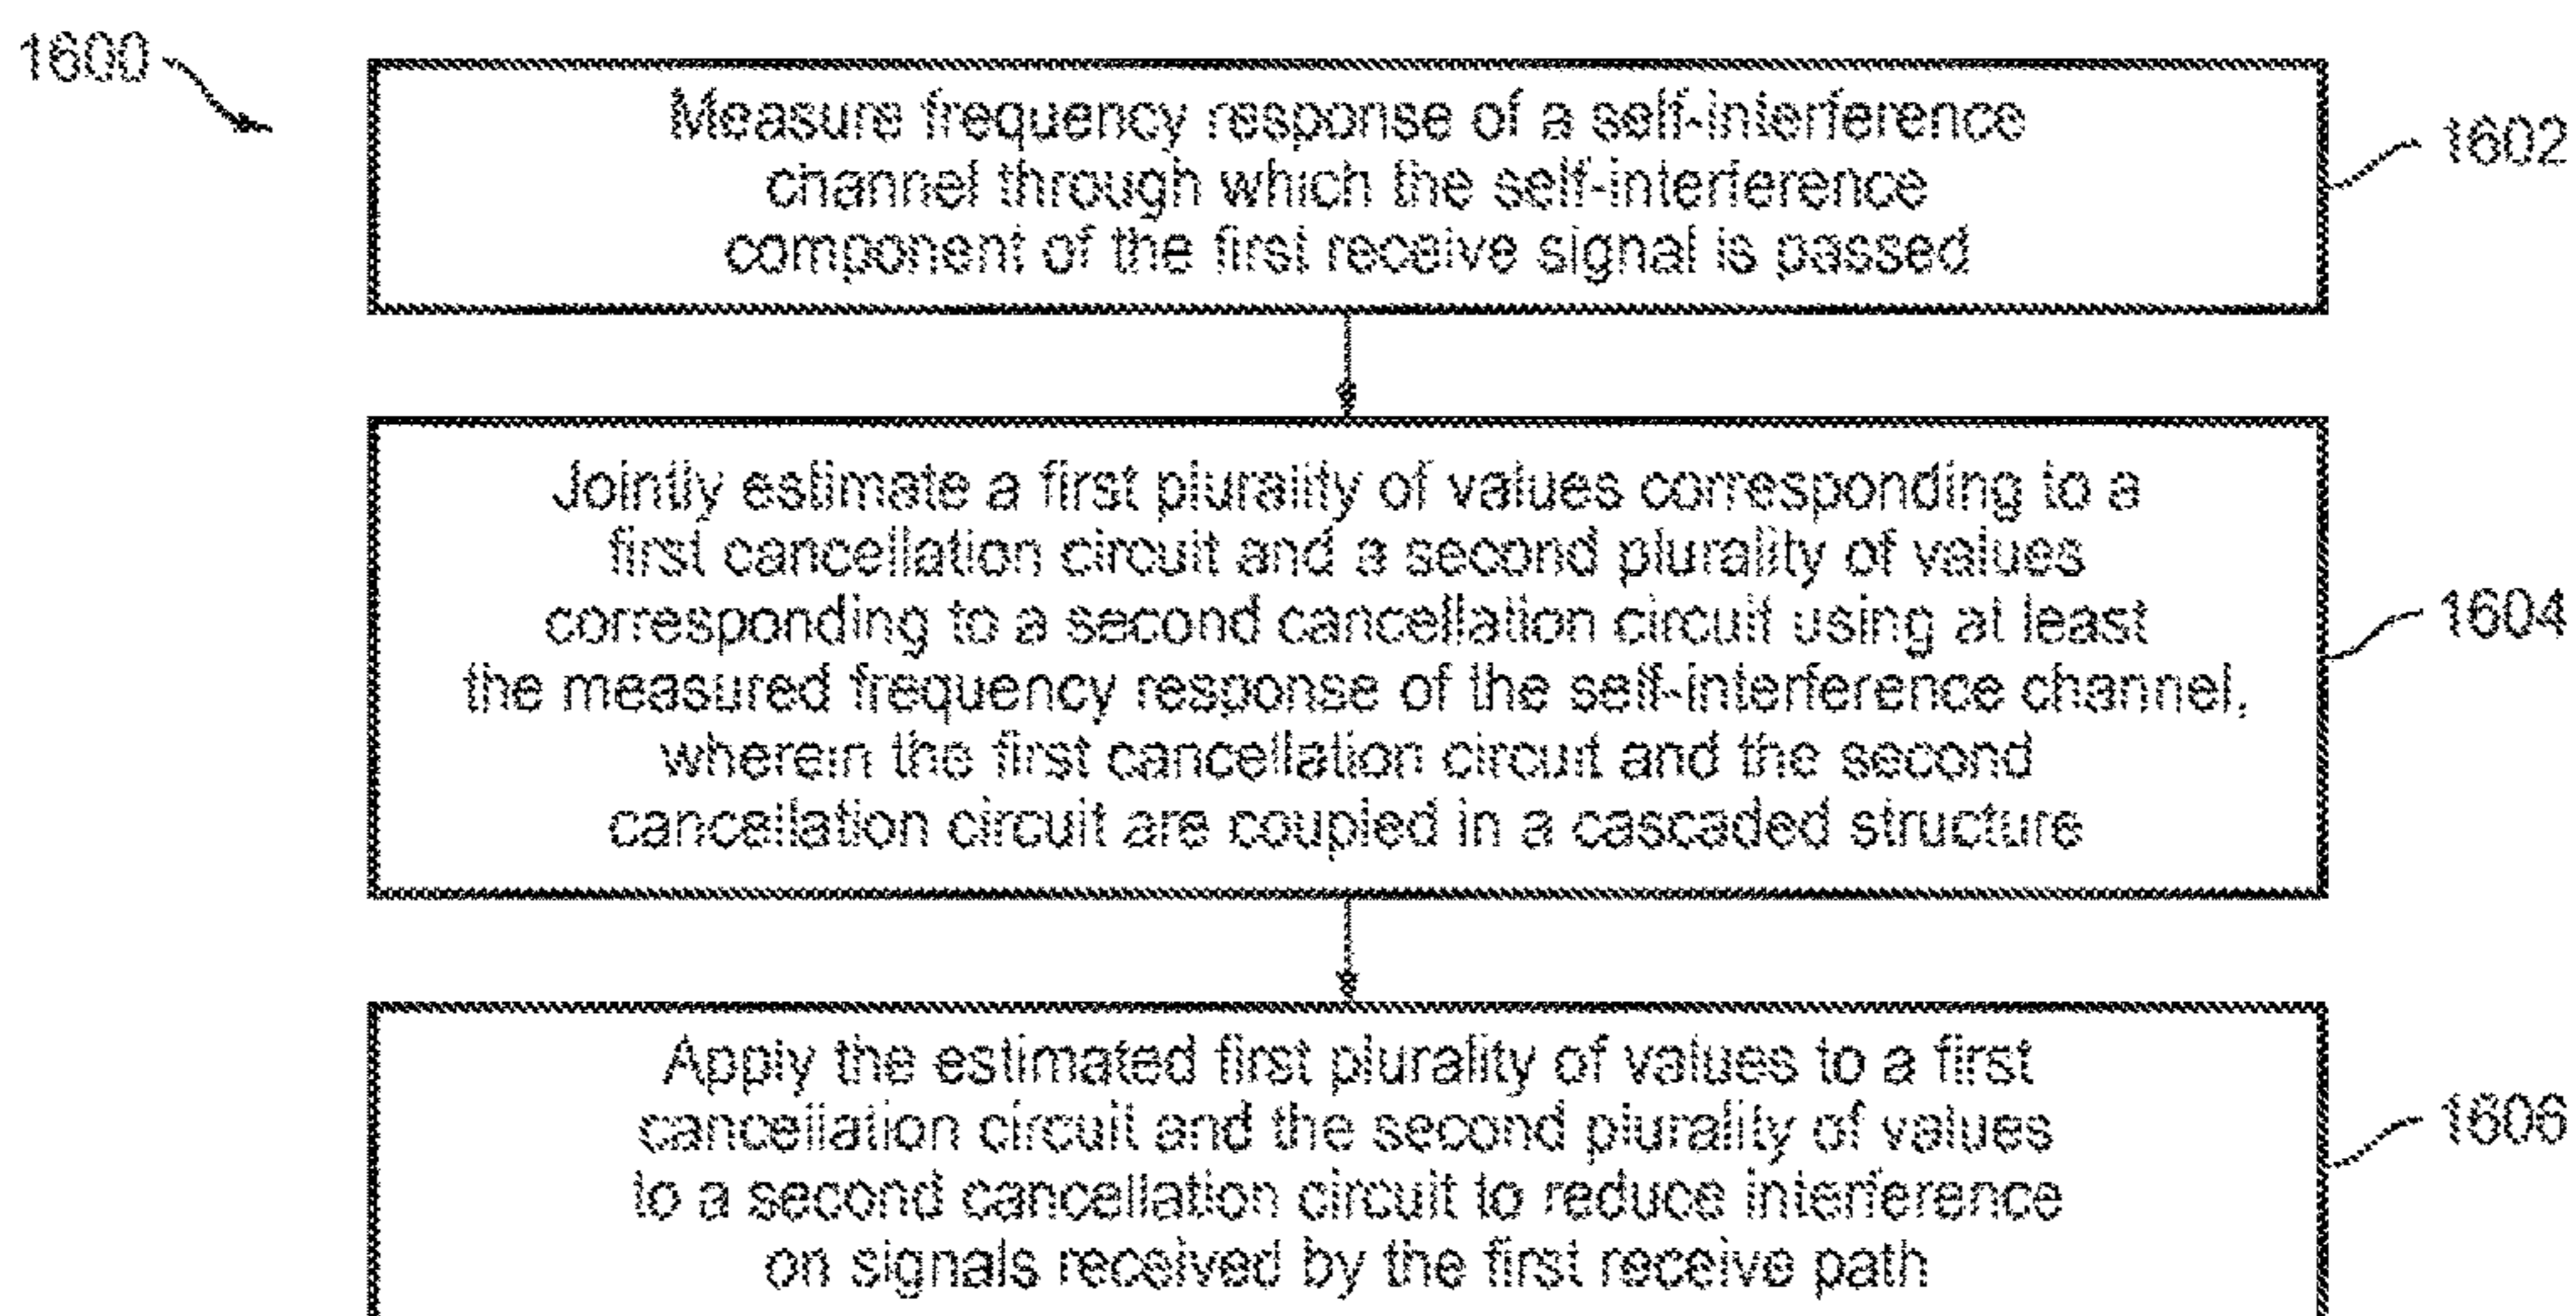 1600
Measure frequency response of a self-interference
channel through which the self-interference
component of the first receive signal is passed
1602
Jointly estimate a first plurality of values corresponding to a
first cancellation circuit and a second plurality of values
corresponding to a second cancellation circuit using at least
the measured frequency response of the self-interference channel,
wherein the first cancellation circuit and the second
cancellation circuit are coupled in a cascaded structure
1604
Apply the estimated first plurality of values to a first
cancellation circuit and the second plurality of values
to a second cancellation circuit to reduce interference
on signals received by the first receive path
1606